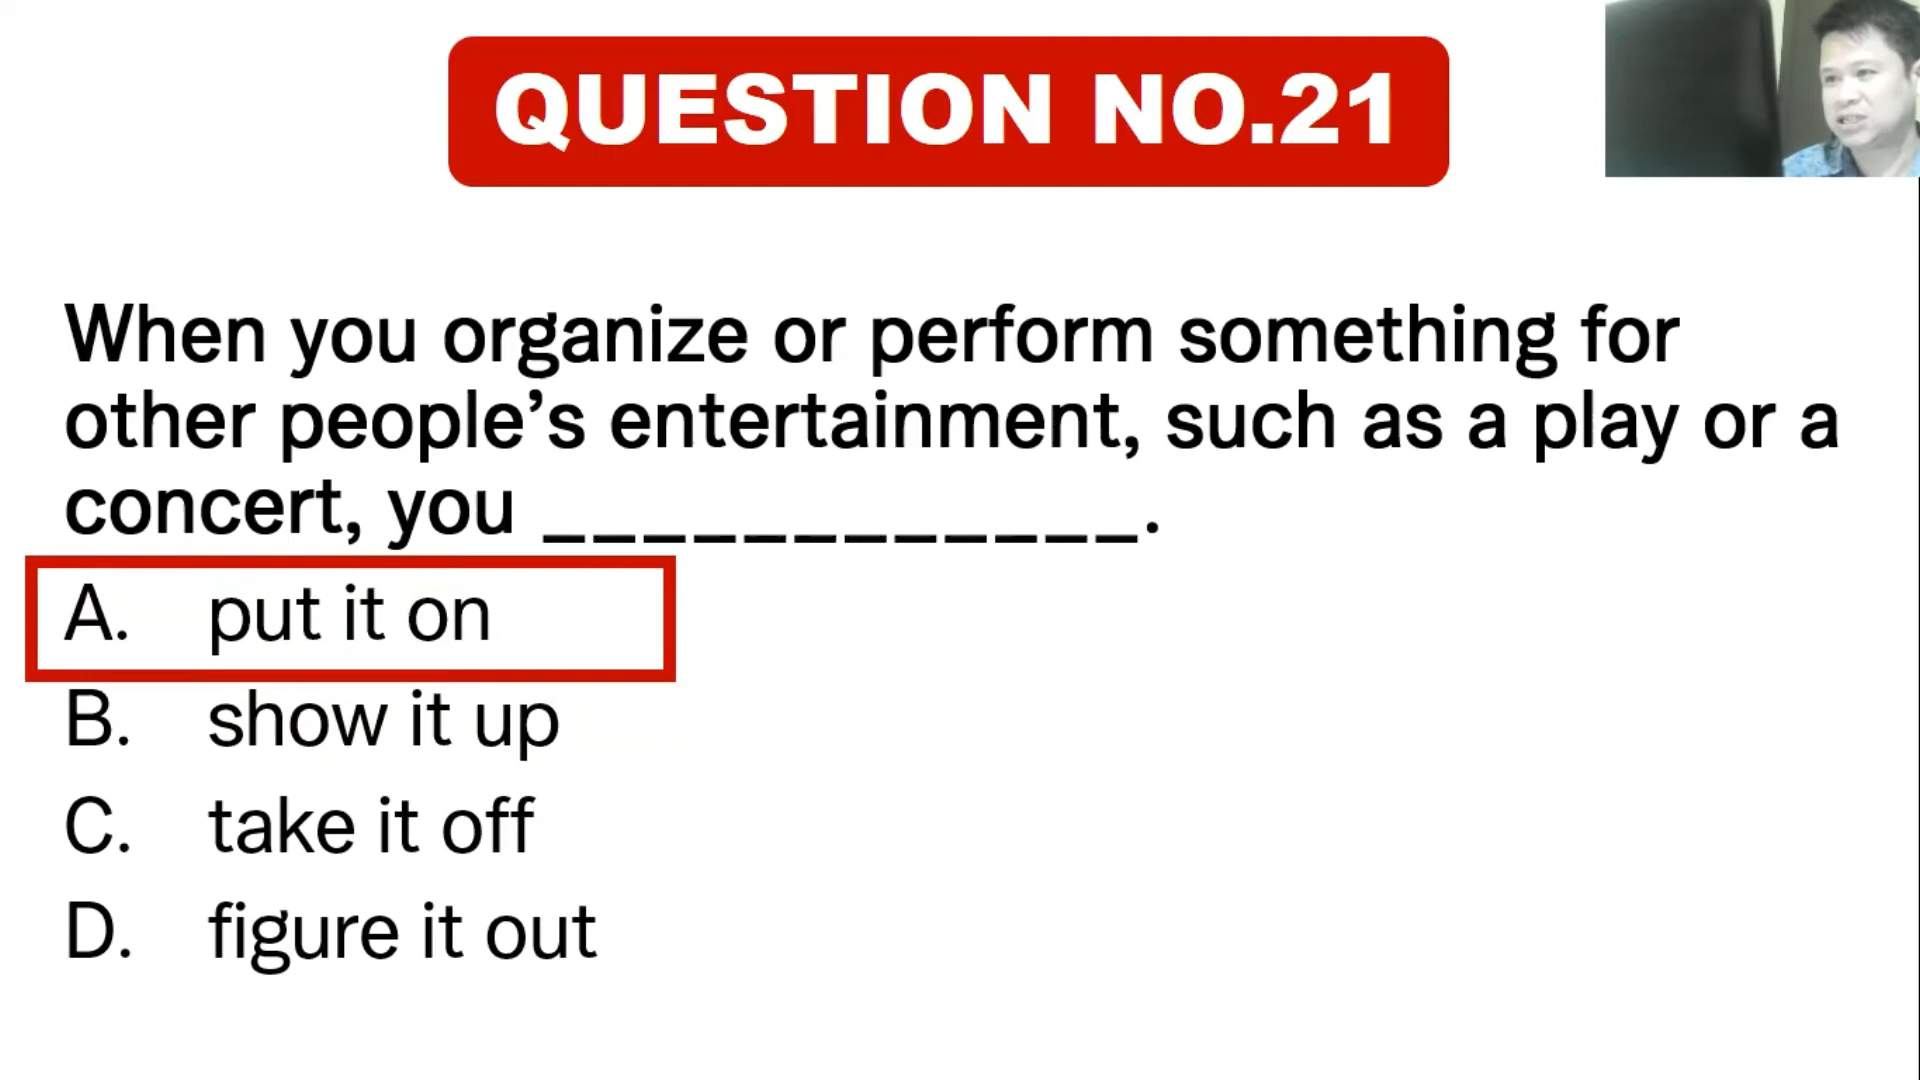 QUESTION NO.21
When you organize or perform something for
other people’s entertainment, such as a play or a
concert, you ____________.
A. put it on
B. show it up
C. take it off
D. figure it out